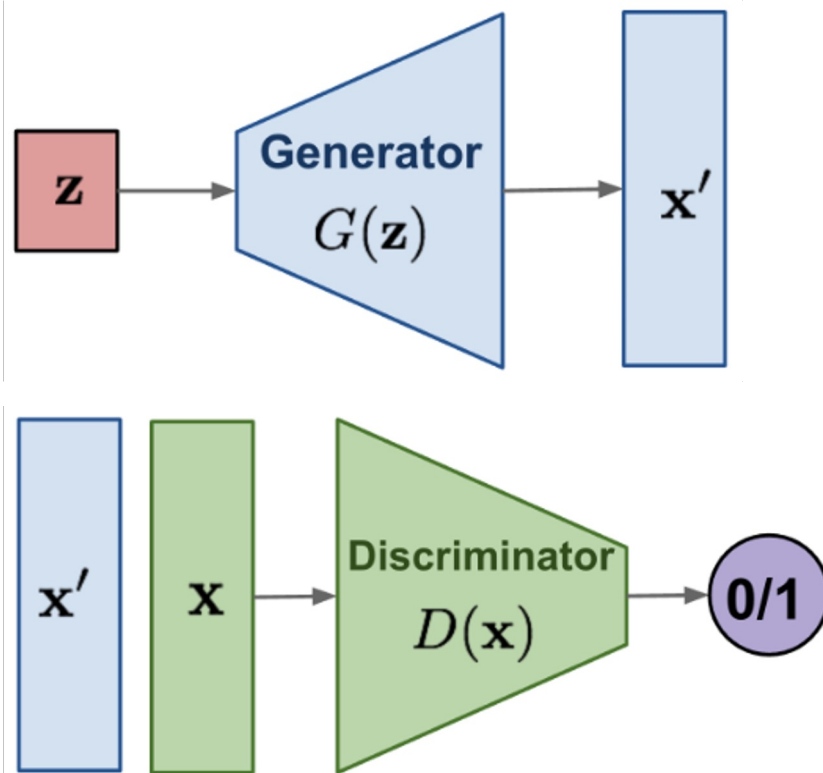 z
Generator
G(z)
x′
x′
x
Discriminator
D(x)
0/1